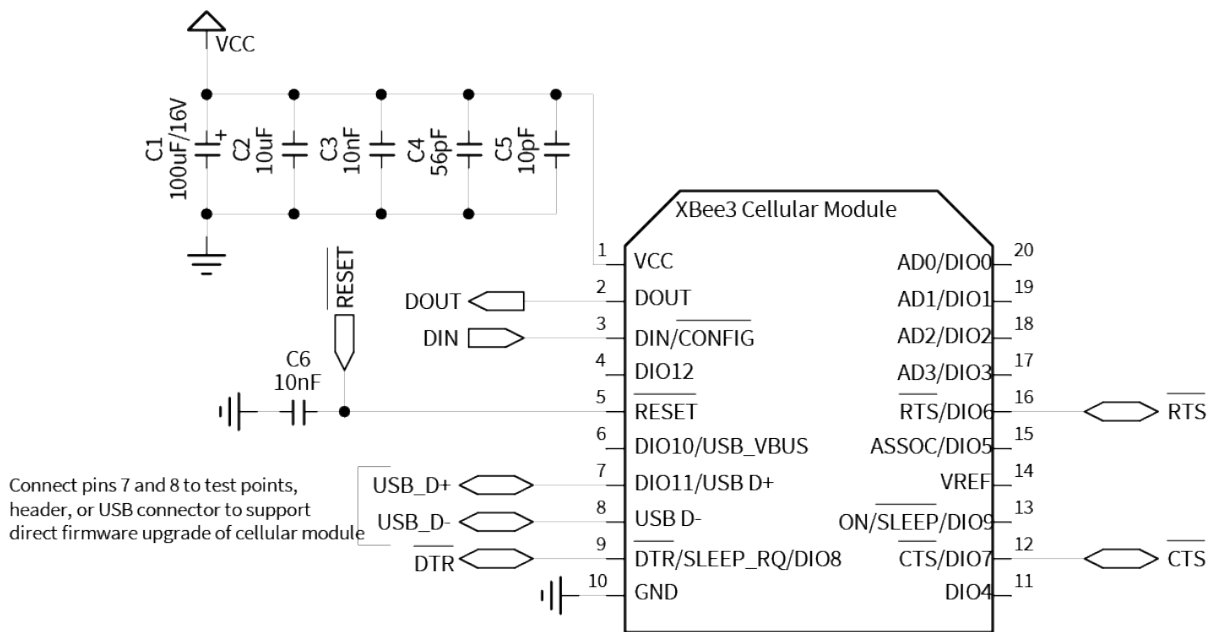 VCC
C1
100uF/16V
+
C2
10uF
C3
10nF
C4
56pF
C5
10pF
XBee3 Cellular Module
RESET
DOUT
DIN
C6
10nF
1
VCC
2
DOUT
3
DIN/CONFIG
4
DIO12
5
RESET
6
DIO10/USB_VBUS
7
DIO11/USB D+
8
USB D-
9
DTR/SLEEP_RQ/DIO8
10
GND
AD0/DIO0
20
AD1/DIO1
19
AD2/DIO2
18
AD3/DIO3
17
RTS/DIO6
16
RTS
ASSOC/DIO5
15
VREF
14
ON/SLEEP/DIO9
13
CTS/DIO7
12
CTS
DIO4
11
Connect pins 7 and 8 to test points,
header, or USB connector to support
direct firmware upgrade of cellular module
USB_D+
USB_D-
DTR